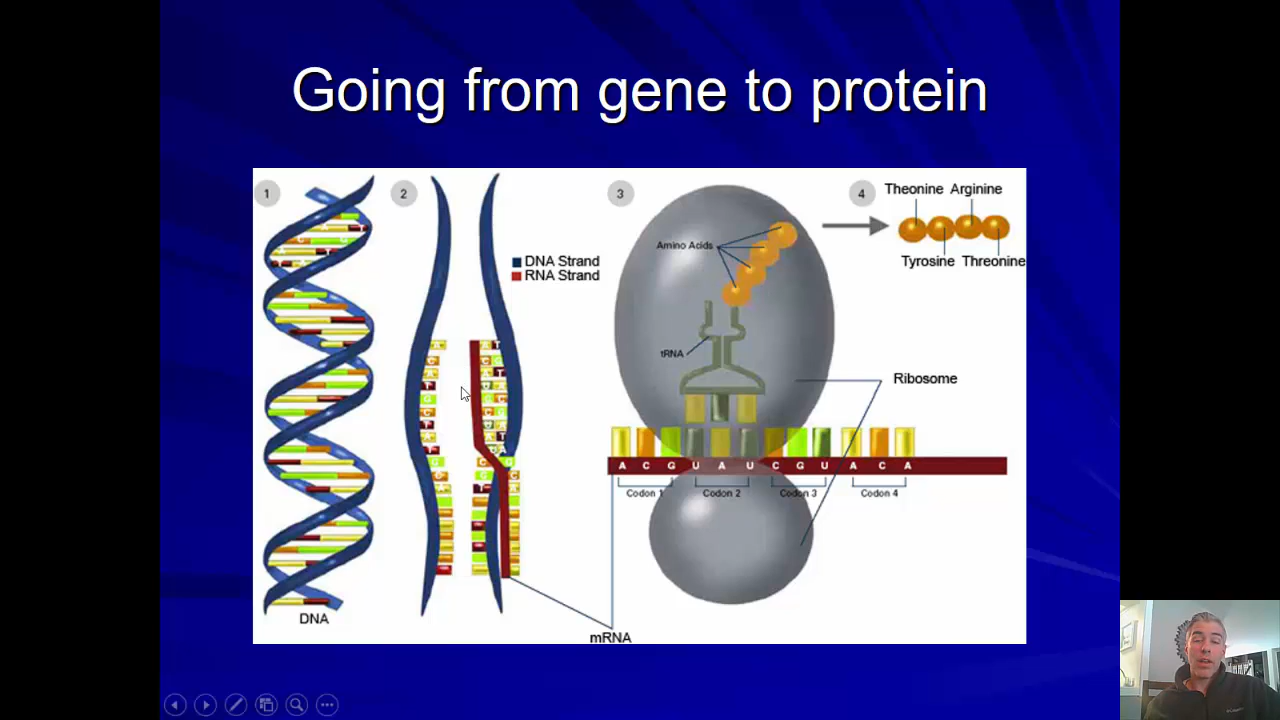 Going from gene to protein
1
2
3
4
Theonine Arginine
Tyrosine Threonine
DNA Strand
RNA Strand
Amino Acids
tRNA
Ribosome
A C G U A U C G U A C A
Codon 1 Codon 2 Codon 3 Codon 4
DNA
mRNA